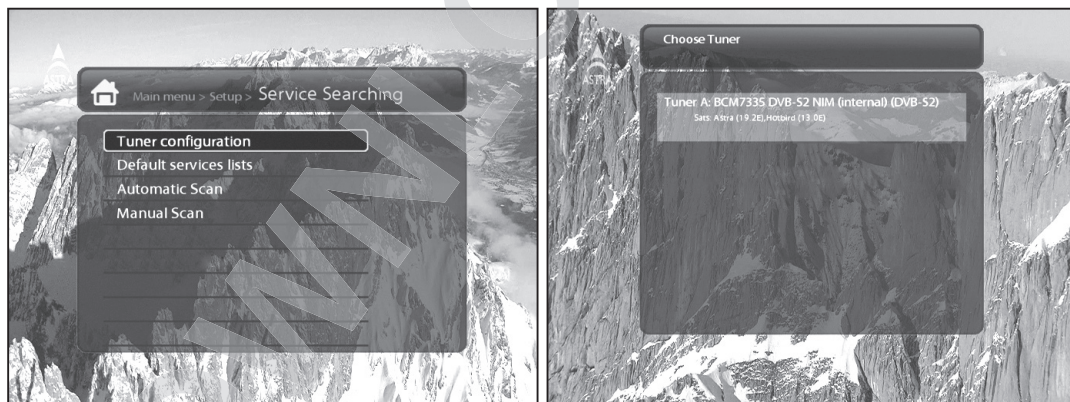 ASTRA
Main menu > Setup > Service Searching
Tuner configuration
Default services lists
Automatic Scan
Manual Scan
Choose Tuner
ASTRA
Tuner A: BCM7335 DVB-S2 NIM (internal) (DVB-S2)
Sats: Astra (19.2E),Hotbird (13.0E)